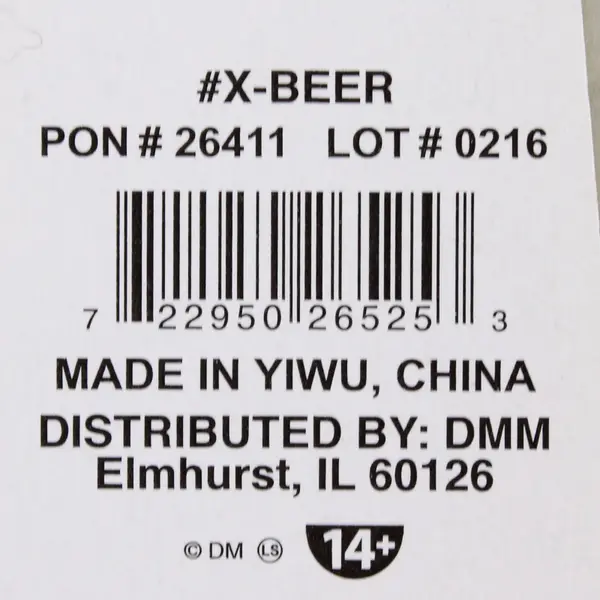 #X-BEER
PON # 26411 LOT # 0216
7 22950 26525 3
MADE IN YIWU, CHINA
DISTRIBUTED BY: DMM
Elmhurst, IL 60126
© DM LS 14+